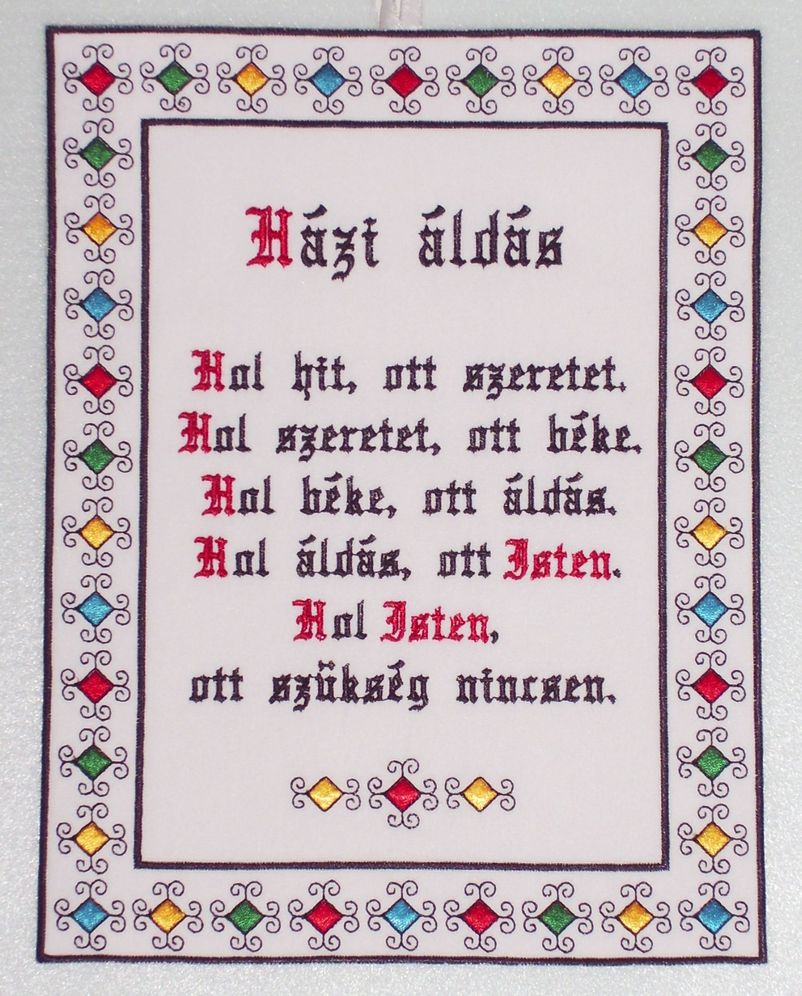 Házi áldás
Hol hit, ott szeretet.
Hol szeretet, ott béke.
Hol béke, ott áldás.
Hol áldás, ott Isten.
Hol Isten,
ott szükség nincsen.